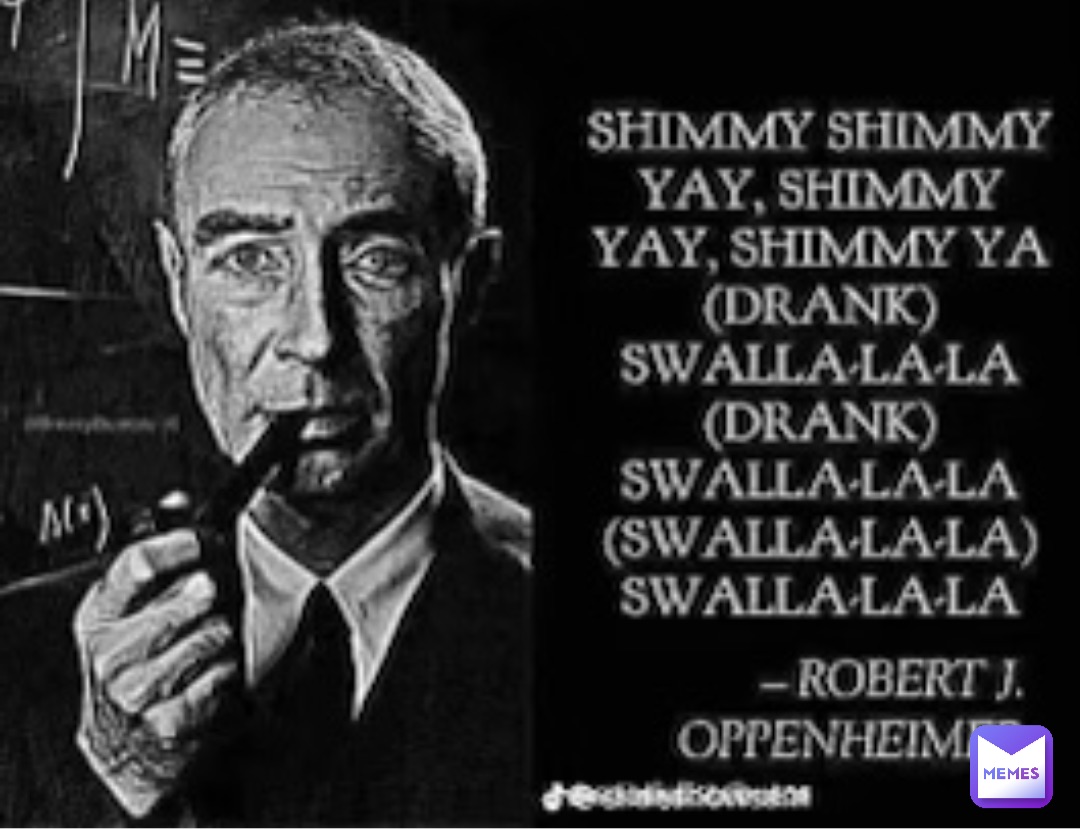 M =
SHIMMY SHIMMY
YAY, SHIMMY
YAY, SHIMMY YA
(DRANK)
SWALLA-LA-LA
(DRANK)
SWALLA-LA-LA
(SWALLA-LA-LA)
SWALLA-LA-LA
– ROBERT J.
OPPENHEIMER
MEMES